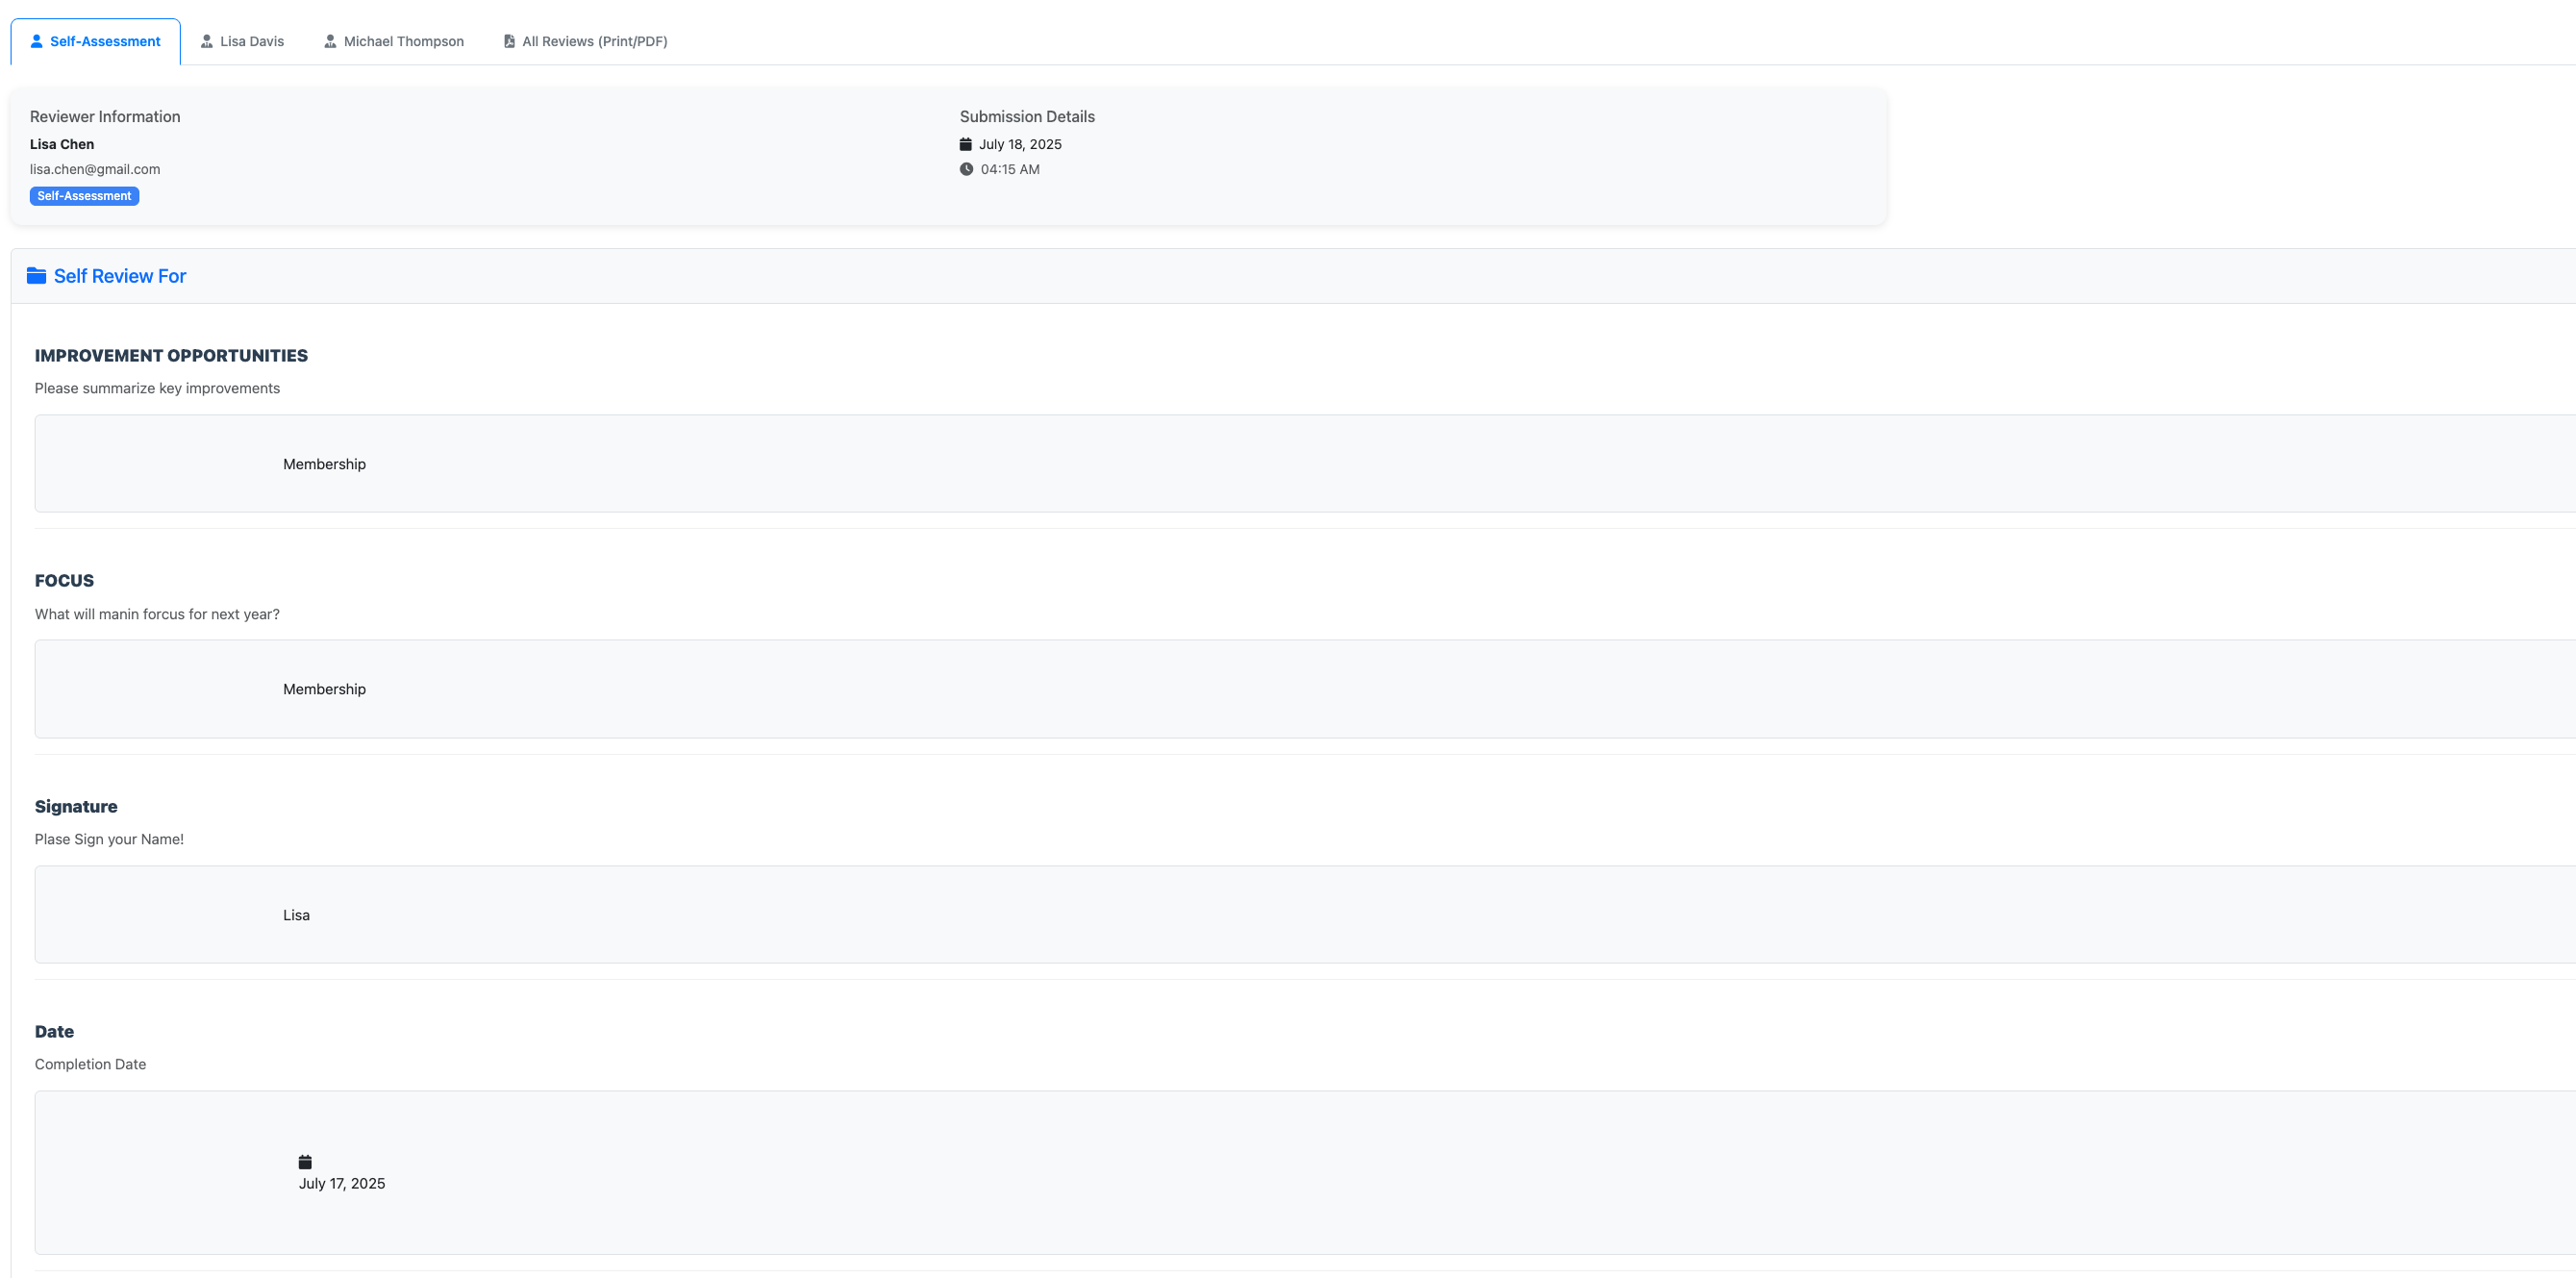 Self-Assessment
Lisa Davis
Michael Thompson
All Reviews (Print/PDF)
Reviewer Information
Lisa Chen
lisa.chen@gmail.com
Self-Assessment
Submission Details
July 18, 2025
04:15 AM
Self Review For
IMPROVEMENT OPPORTUNITIES
Please summarize key improvements
Membership
FOCUS
What will manin forcus for next year?
Membership
Signature
Plase Sign your Name!
Lisa
Date
Completion Date
July 17, 2025